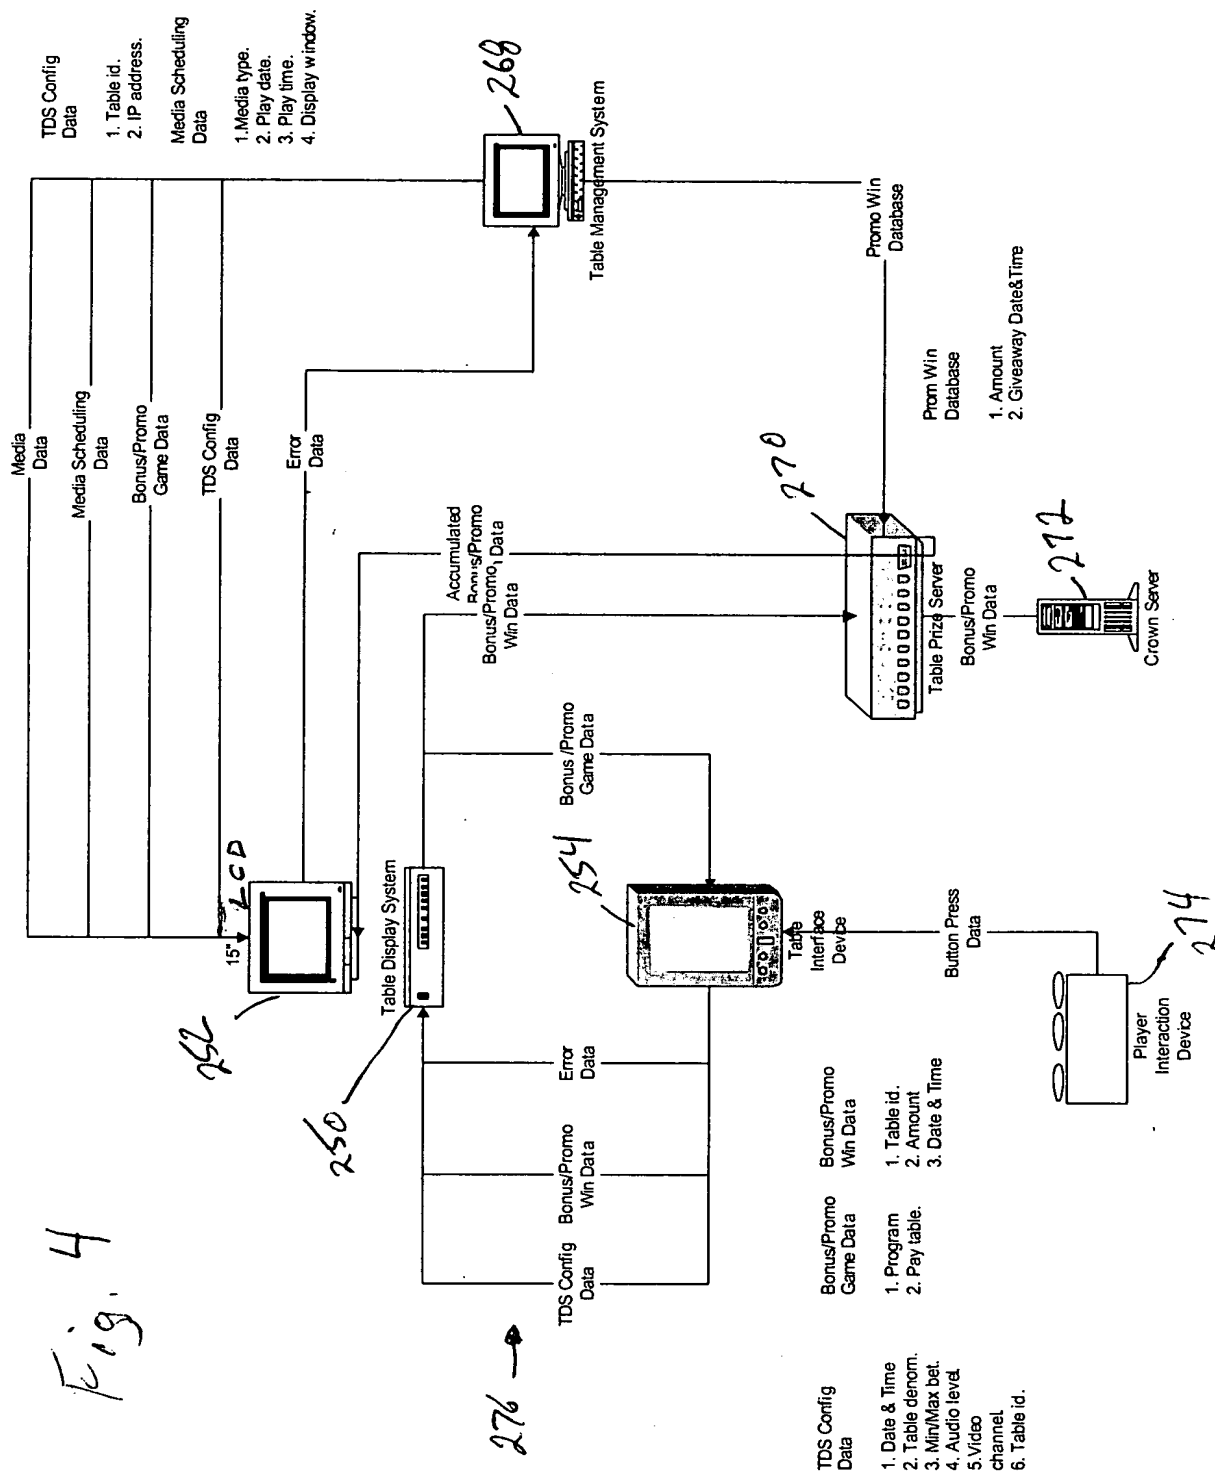 Fig. 4
TDS Config
Data
1. Table id.
2. IP address.
Media Scheduling
Data
1.Media type.
2. Play date.
3. Play time.
4. Display window.
Media
Data
Media Scheduling
Data
Bonus/Promo
Game Data
TDS Config
Data
Error
Data
268
Table Management System
15"
LCD
252
Accumulated
Bonus/Promo
Data
Bonus/Promo,
Win Data
Promo Win
Database
Table Display System
250
Bonus /Promo
Game Data
270
Table Prize Server
Prom Win
Database
1. Amount
2. Giveaway Date&Time
Bonus/Promo
Win Data
272
Crown Server
254
Table
Interface
Device
TDS Config
Data
Bonus/Promo
Win Data
Error
Data
276
Button Press
Data
274
Player
Interaction
Device
TDS Config
Data
1. Date & Time
2. Table denom.
3. Min/Max bet.
4. Audio level
5.Video
channel.
6. Table id.
Bonus/Promo
Game Data
1. Program
2. Pay table.
Bonus/Promo
Win Data
1. Table id.
2. Amount
3. Date & Time